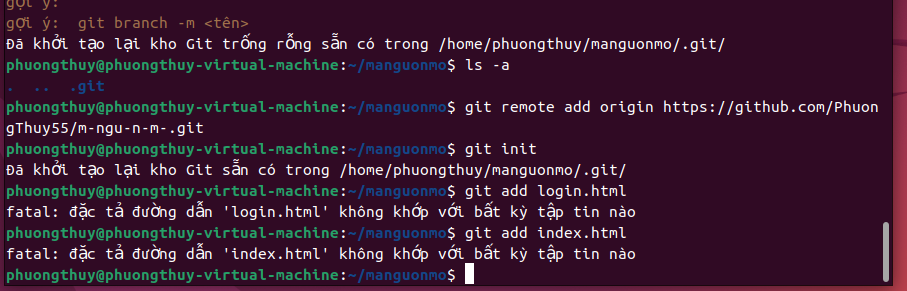 gợi ý:
gợi ý:  git branch -m <tên>
Đã khởi tạo lại kho Git trống rỗng sẵn có trong /home/phuongthuy/manguonmo/.git/
phuongthuy@phuongthuy-virtual-machine:~/manguonmo$ ls -a
.  ..  .git
phuongthuy@phuongthuy-virtual-machine:~/manguonmo$ git remote add origin https://github.com/Phuon
gThuy55/m-ngu-n-m-.git
phuongthuy@phuongthuy-virtual-machine:~/manguonmo$ git init
Đã khởi tạo lại kho Git sẵn có trong /home/phuongthuy/manguonmo/.git/
phuongthuy@phuongthuy-virtual-machine:~/manguonmo$ git add login.html
fatal: đặc tả đường dẫn 'login.html' không khớp với bất kỳ tập tin nào
phuongthuy@phuongthuy-virtual-machine:~/manguonmo$ git add index.html
fatal: đặc tả đường dẫn 'index.html' không khớp với bất kỳ tập tin nào
phuongthuy@phuongthuy-virtual-machine:~/manguonmo$